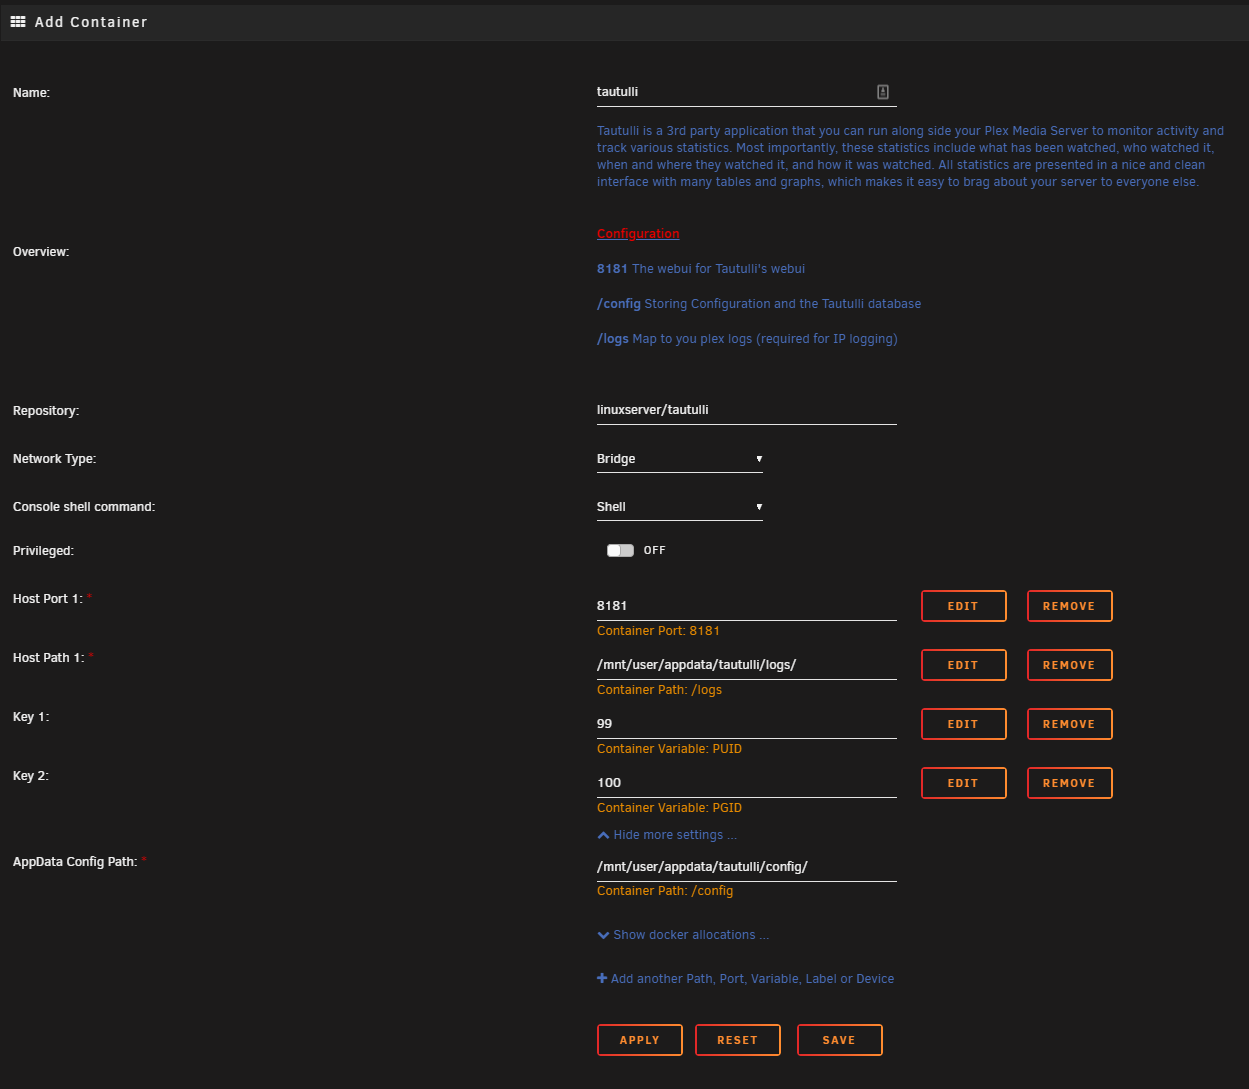 Add Container
Name:
tautulli
Tautulli is a 3rd party application that you can run along side your Plex Media Server to monitor activity and
track various statistics. Most importantly, these statistics include what has been watched, who watched it,
when and where they watched it, and how it was watched. All statistics are presented in a nice and clean
interface with many tables and graphs, which makes it easy to brag about your server to everyone else.
Overview:
Configuration
8181 The webui for Tautulli's webui
/config Storing Configuration and the Tautulli database
/logs Map to you plex logs (required for IP logging)
Repository:
linuxserver/tautulli
Network Type:
Bridge
Console shell command:
Shell
Privileged:
OFF
Host Port 1: *
8181
EDIT
REMOVE
Container Port: 8181
Host Path 1: *
/mnt/user/appdata/tautulli/logs/
EDIT
REMOVE
Container Path: /logs
Key 1:
99
EDIT
REMOVE
Container Variable: PUID
Key 2:
100
EDIT
REMOVE
Container Variable: PGID
Hide more settings ...
AppData Config Path: *
/mnt/user/appdata/tautulli/config/
Container Path: /config
Show docker allocations ...
Add another Path, Port, Variable, Label or Device
APPLY
RESET
SAVE